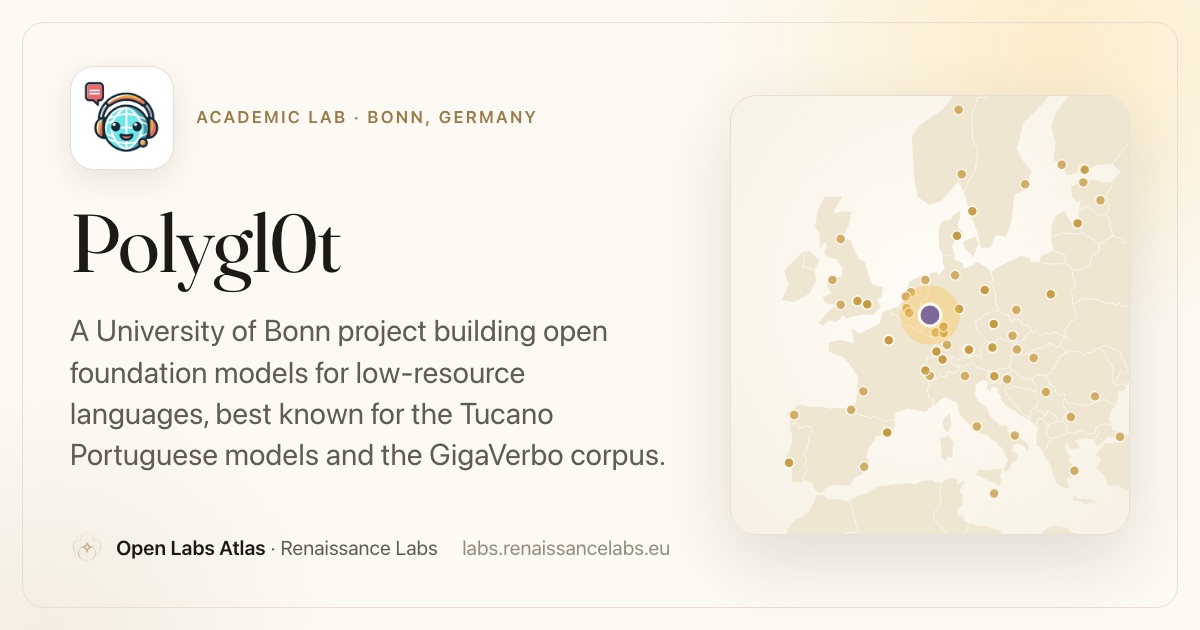 ACADEMIC LAB · BONN, GERMANY
Polygl0t
A University of Bonn project building open
foundation models for low-resource
languages, best known for the Tucano
Portuguese models and the GigaVerbo corpus.
Open Labs Atlas · Renaissance Labs labs.renaissancelabs.eu